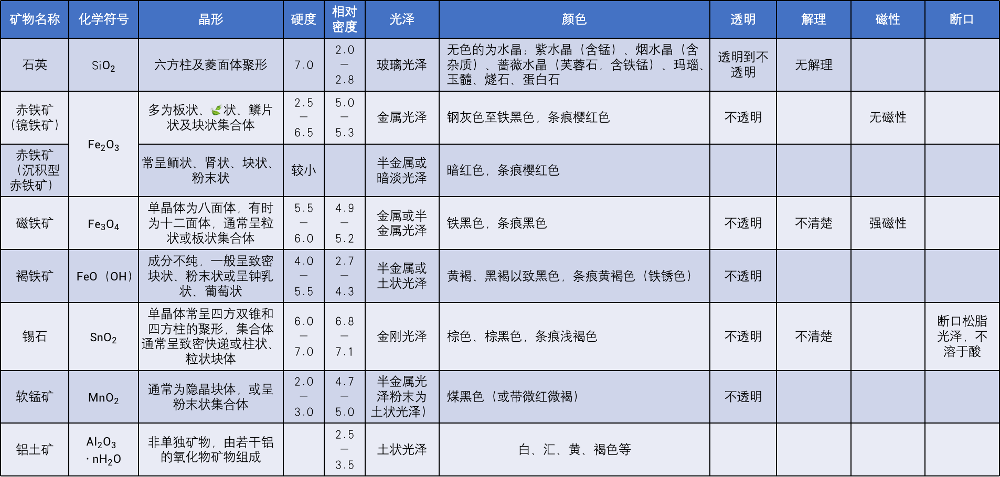 矿物名称 化学符号 晶形 硬度 相对密度 光泽 颜色 透明 解理 磁性 断口
石英
SiO₂
六方柱及菱面体聚形
7.0
2.0
—
2.8
玻璃光泽
无色的为水晶；紫水晶（含锰）、烟水晶（含
杂质）、蔷薇水晶（芙蓉石，含铁锰）、玛瑙、
玉髓、燧石、蛋白石
透明到不
透明
无解理
赤铁矿
（镜铁矿）
Fe₂O₃
多为板状、🍃状、鳞片
状及块状集合体
2.5
—
6.5
5.0
—
5.3
金属光泽
钢灰色至铁黑色，条痕樱红色
不透明
无磁性
赤铁矿
（沉积型
赤铁矿）
常呈鲕状、肾状、块状、
粉末状
较小
半金属或
暗淡光泽
暗红色，条痕樱红色
磁铁矿
Fe₃O₄
单晶体为八面体，有时
为十二面体，通常呈粒
状或板状集合体
5.5
—
6.0
4.9
—
5.2
金属或半
金属光泽
铁黑色，条痕黑色
不透明
不清楚
强磁性
褐铁矿
FeO（OH）
成分不纯，一般呈致密
块状、粉末状或呈钟乳
状、葡萄状
4.0
—
5.5
2.7
—
4.3
半金属或
土状光泽
黄褐、黑褐以致黑色，条痕黄褐色（铁锈色）
不透明
锡石
SnO₂
单晶体常呈四方双锥和
四方柱的聚形，集合体
通常呈致密快递或柱状、
粒状块体
6.0
—
7.0
6.8
—
7.1
金刚光泽
棕色、棕黑色，条痕浅褐色
不透明
不清楚
断口松脂
光泽，不
溶于酸
软锰矿
MnO₂
通常为隐晶块体，或呈
粉末状集合体
2.0
—
3.0
4.7
—
5.0
半金属光
泽粉末为
土状光泽）
煤黑色（或带微红微褐）
不透明
铝土矿
Al₂O₃
·nH₂O
非单独矿物，由若干铝
的氧化物矿物组成
2.5
—
3.5
土状光泽
白、汇、黄、褐色等